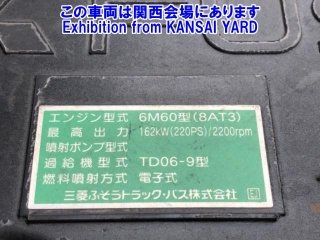 この車両は関西会場にあります
Exhibition from KANSAI YARD
エンジン型式 6M60型(8AT3)
最高出力 162kW(220PS)/2200rpm
噴射ポンプ型式
過給機型式 TD06-9型
燃料噴射方式 電子式
三菱ふそうトラック・バス株式会社